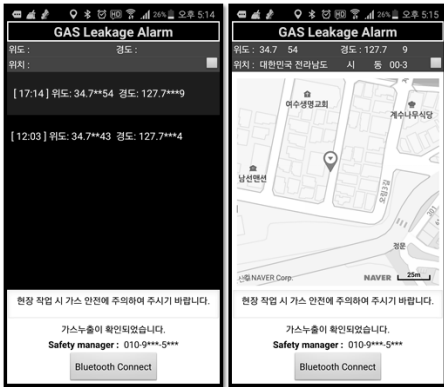 26% 오후 5:14
GAS Leakage Alarm
위도 : 경도 :
위치 :
[ 17:14 ] 위도: 34.7**54 경도: 127.7***9
[ 12:03 ] 위도: 34.7**43 경도: 127.7***4
현장 작업 시 가스 안전에 주의하여 주시기 바랍니다.
가스누출이 확인되었습니다.
Safety manager : 010-9***-5***
Bluetooth Connect
26% 오후 5:15
GAS Leakage Alarm
위도 : 34.7 54 경도 : 127.7 9
위치 : 대한민국 전라남도 시 동 00-3
여수생명교회
계수나무식당
남선맨션
오림3길
정문
NAVER Corp.
NAVER 25m
현장 작업 시 가스 안전에 주의하여 주시기 바랍니다.
가스누출이 확인되었습니다.
Safety manager : 010-9***-5***
Bluetooth Connect